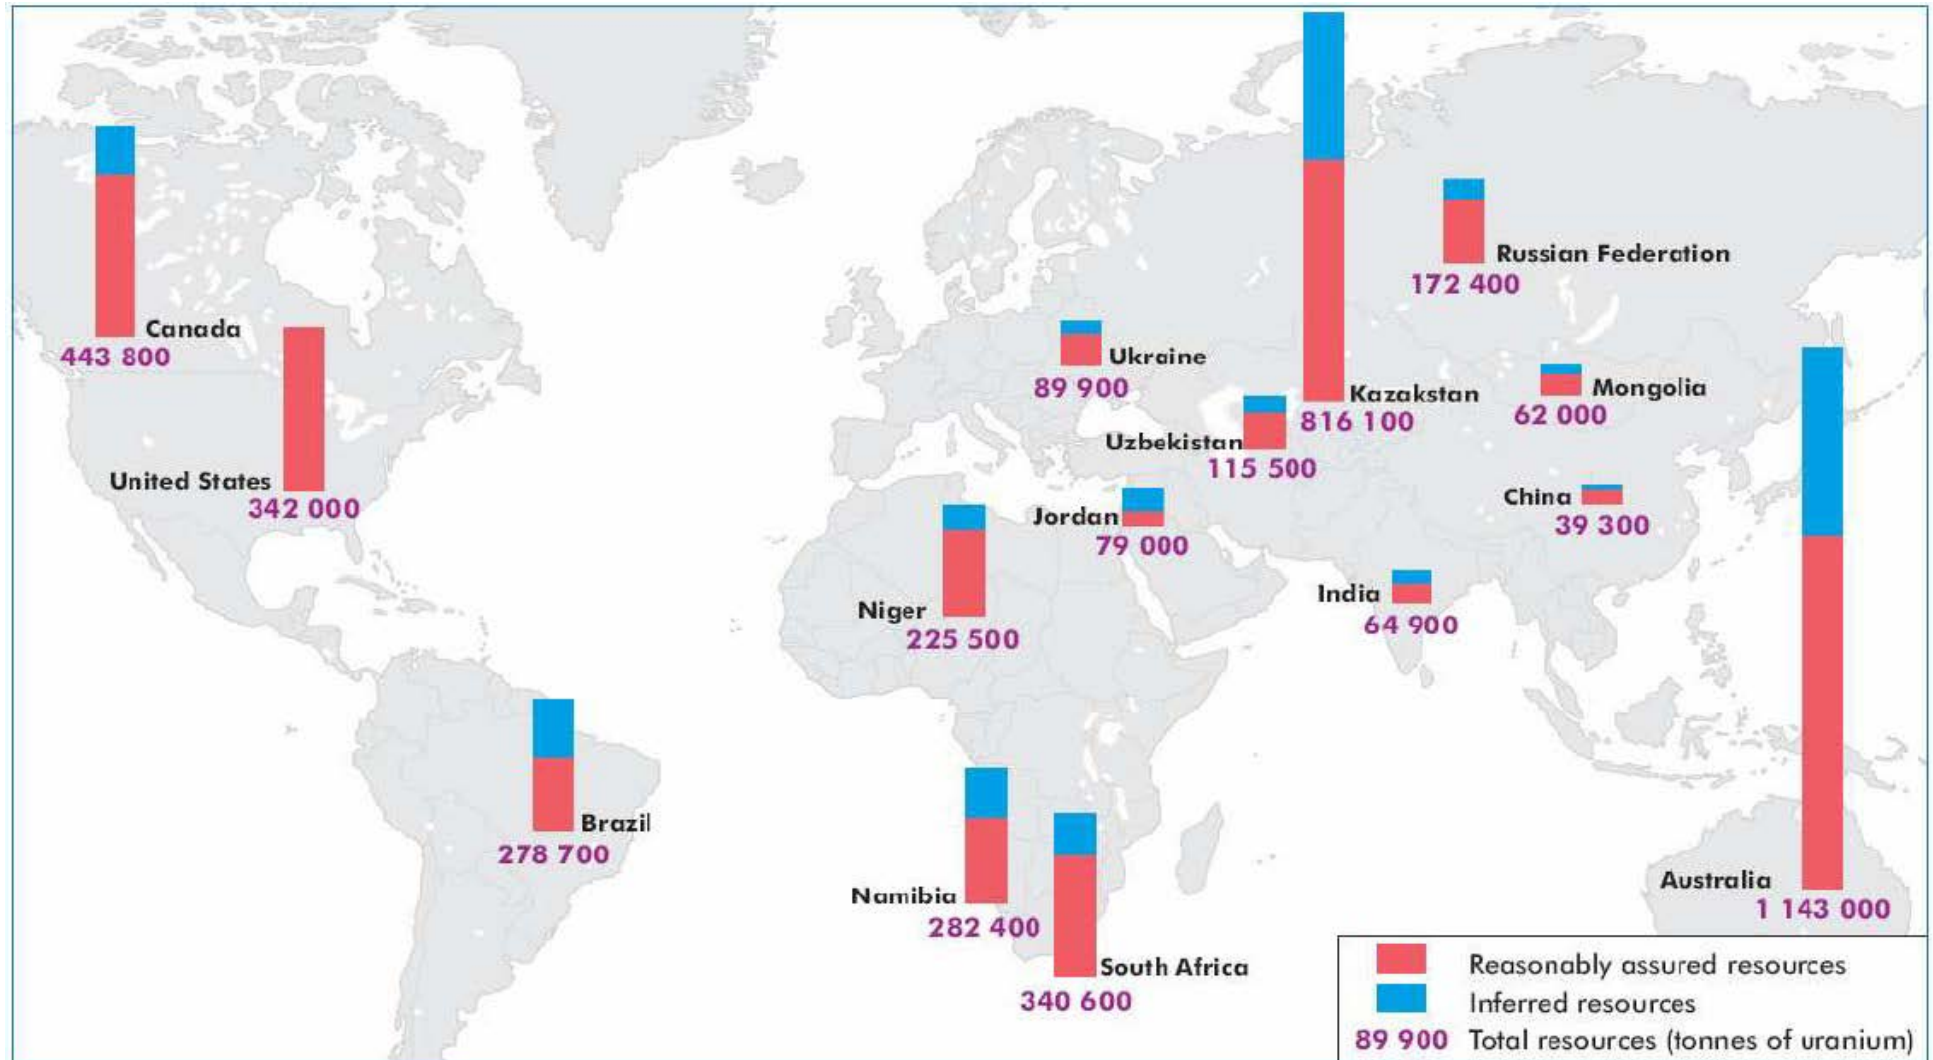 Canada
443 800
United States
342 000
Brazil
278 700
Ukraine
89 900
Uzbekistan
115 500
Kazakstan
816 100
Russian Federation
172 400
Mongolia
62 000
China
39 300
Jordan
79 000
Niger
225 500
India
64 900
Namibia
282 400
South Africa
340 600
Australia
1 143 000
Reasonably assured resources
Inferred resources
89 900 Total resources (tonnes of uranium)